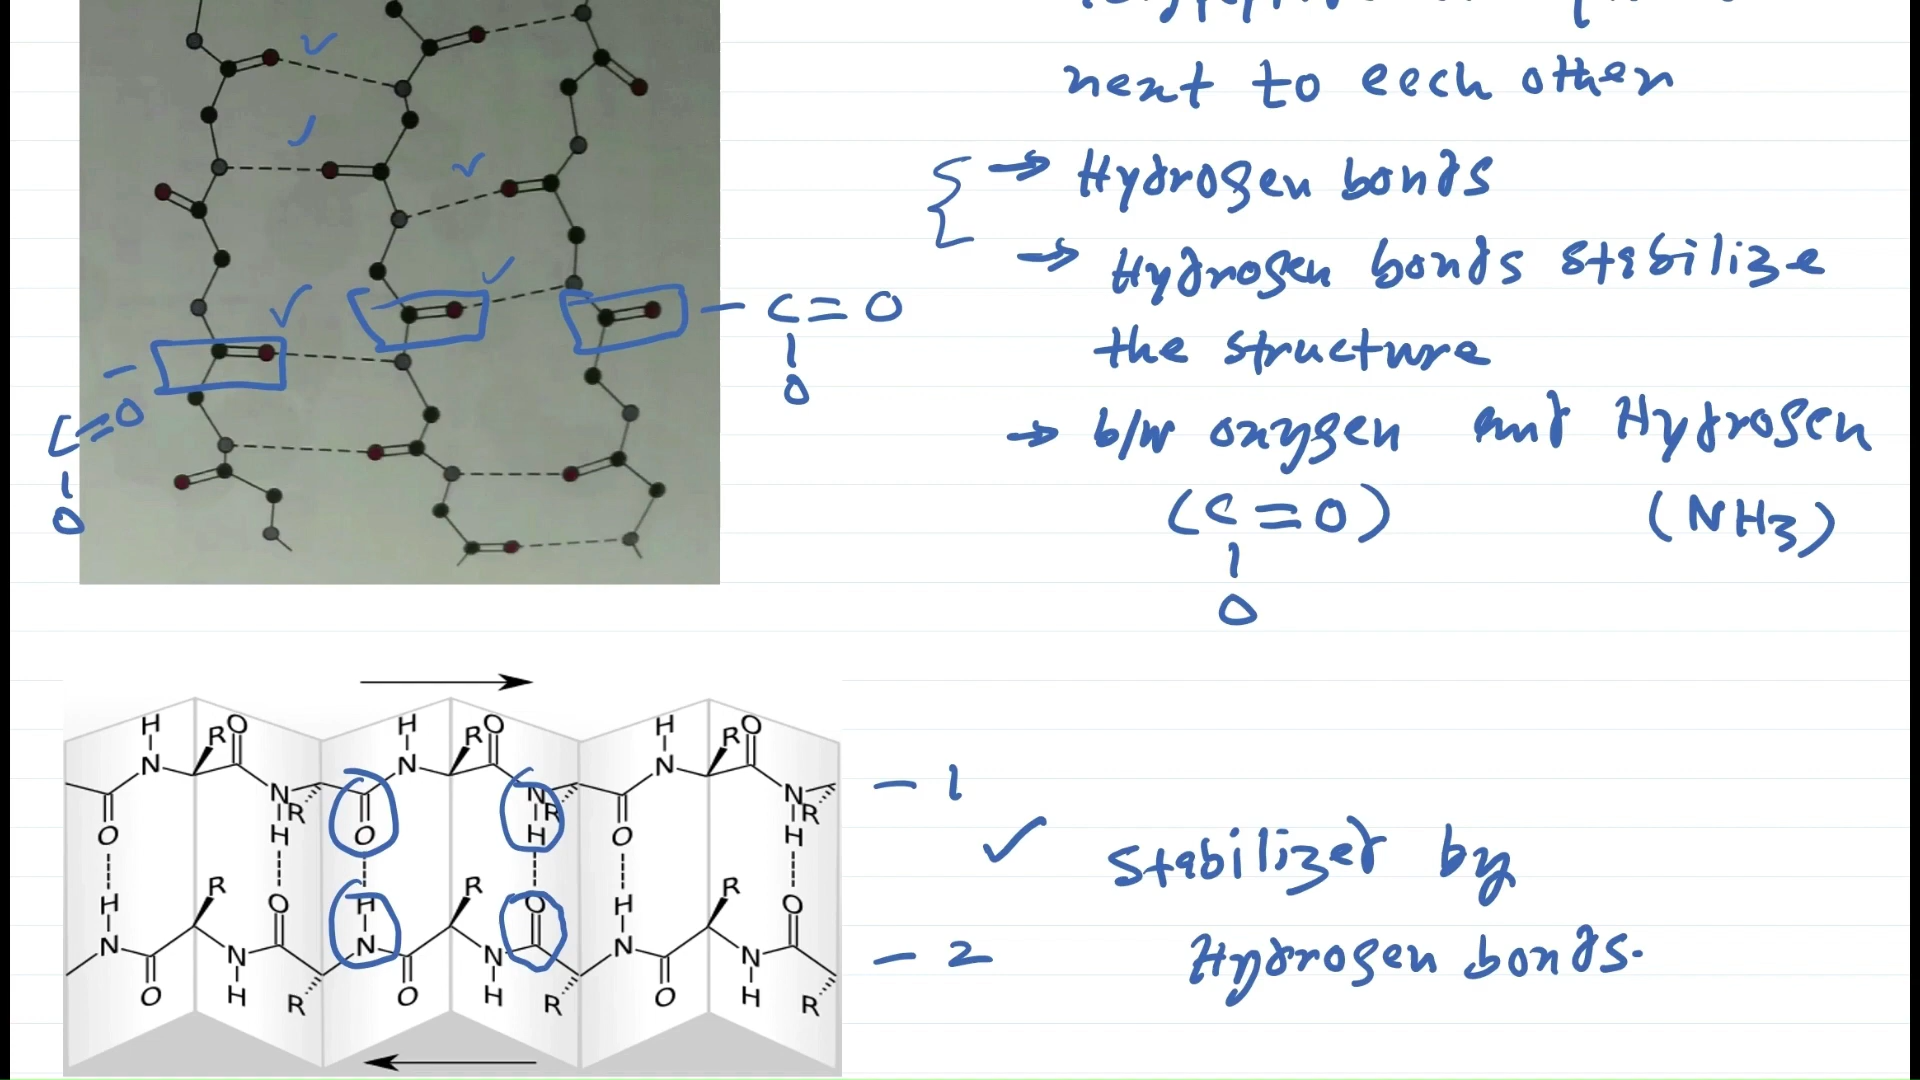 next to eech other
→ Hydrogen bonds
→ Hydrogen bonds stabilize
the structure
→ b/w oxygen and Hydrogen
(C=O) (NH3)
O
C=O
O
C=O
O
H R O H R O H R O
N N N N N N
R R R
O H O H O H
H R O H R O H R O
N N N N N N
O H R O H R O H R
- 1
✓ stabilized by
- 2 Hydrogen bonds.